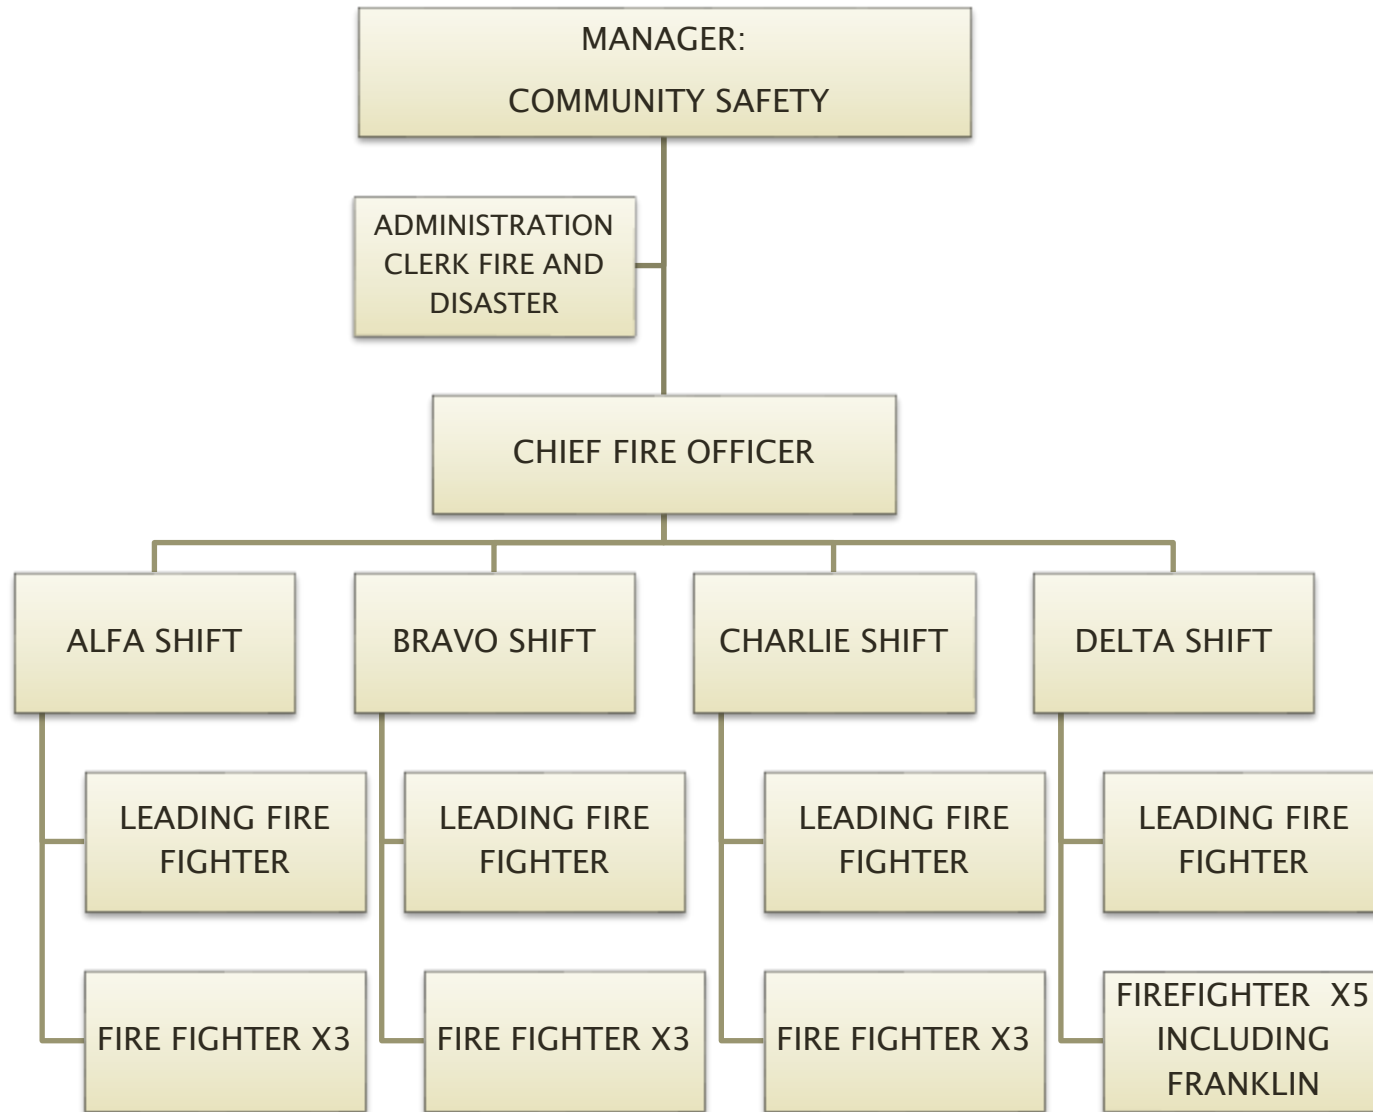 MANAGER:
COMMUNITY SAFETY
ADMINISTRATION
CLERK FIRE AND
DISASTER
CHIEF FIRE OFFICER
ALFA SHIFT
BRAVO SHIFT
CHARLIE SHIFT
DELTA SHIFT
LEADING FIRE
FIGHTER
LEADING FIRE
FIGHTER
LEADING FIRE
FIGHTER
LEADING FIRE
FIGHTER
FIRE FIGHTER X3
FIRE FIGHTER X3
FIRE FIGHTER X3
FIREFIGHTER  X5
INCLUDING
FRANKLIN